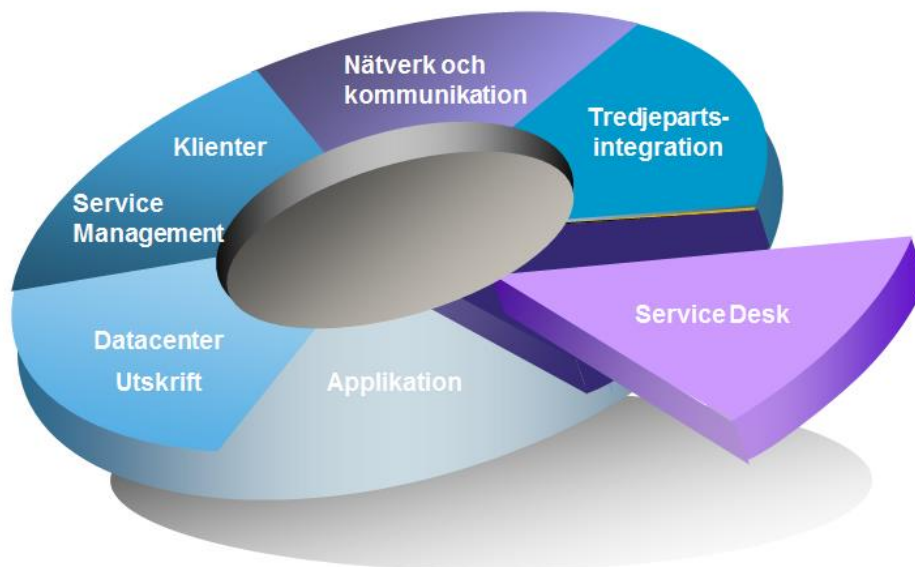 Nätverk och
kommunikation
Tredjeparts-
integration
Klienter
Service
Management
Service Desk
Datacenter
Utskrift
Applikation